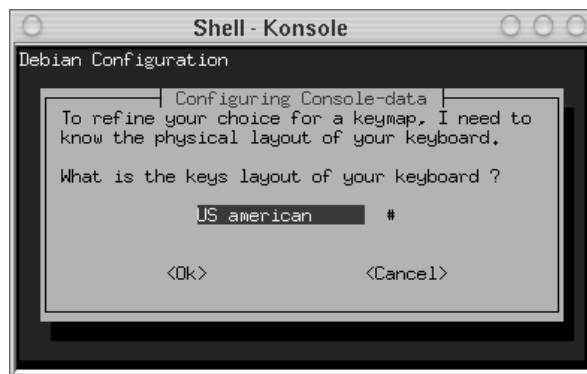 Shell - Konsole
Debian Configuration
Configuring Console-data
To refine your choice for a keymap, I need to
know the physical layout of your keyboard.
What is the keys layout of your keyboard ?
US american #
<Ok> <Cancel>